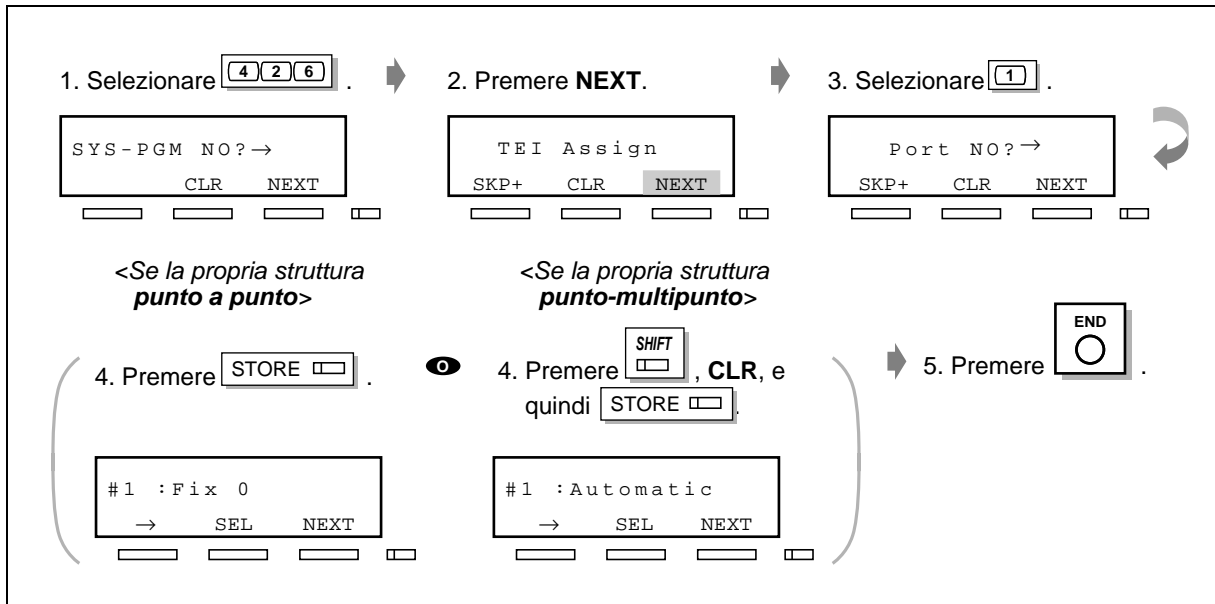 1. Selezionare 4 2 6 .
SYS-PGM NO?→
CLR NEXT
2. Premere NEXT.
TEI Assign
SKP+ CLR NEXT
3. Selezionare 1 .
Port NO?→
SKP+ CLR NEXT
<Se la propria struttura
punto a punto>
4. Premere STORE .
#1 :Fix 0
→ SEL NEXT
o
<Se la propria struttura
punto-multipunto>
4. Premere SHIFT , CLR, e
quindi STORE .
#1 :Automatic
→ SEL NEXT
5. Premere END .